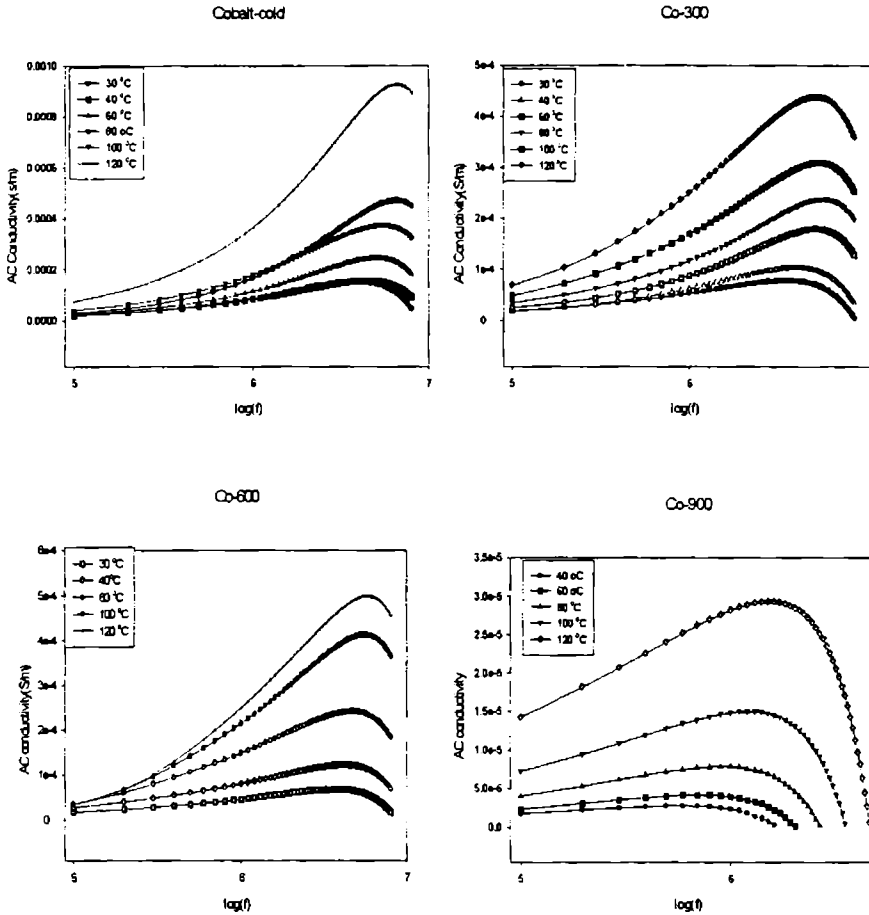 Cobalt-cold
0.0010
0.0008
0.0006
0.0004
0.0002
0.0000
AC Conductivity(s/m)
30 °C
40 °C
60 °C
80 oC
100 °C
120 °C
5
6
7
log(f)
Co-300
5e-4
4e-4
3e-4
2e-4
1e-4
0
AC Conductivity(S/m)
30 °C
40 °C
60 °C
80 °C
100 °C
120 °C
5
6
log(f)
Co-600
6e-4
5e-4
4e-4
3e-4
2e-4
1e-4
0
AC Conductivity(S/m)
30 °C
40 °C
60 °C
100 °C
120 °C
5
6
7
log(f)
Co-900
3.5e-5
3.0e-5
2.5e-5
2.0e-5
1.5e-5
1.0e-5
5.0e-6
0.0
AC conductivity
40 oC
60 oC
80 °C
100 °C
120 °C
5
6
log(f)